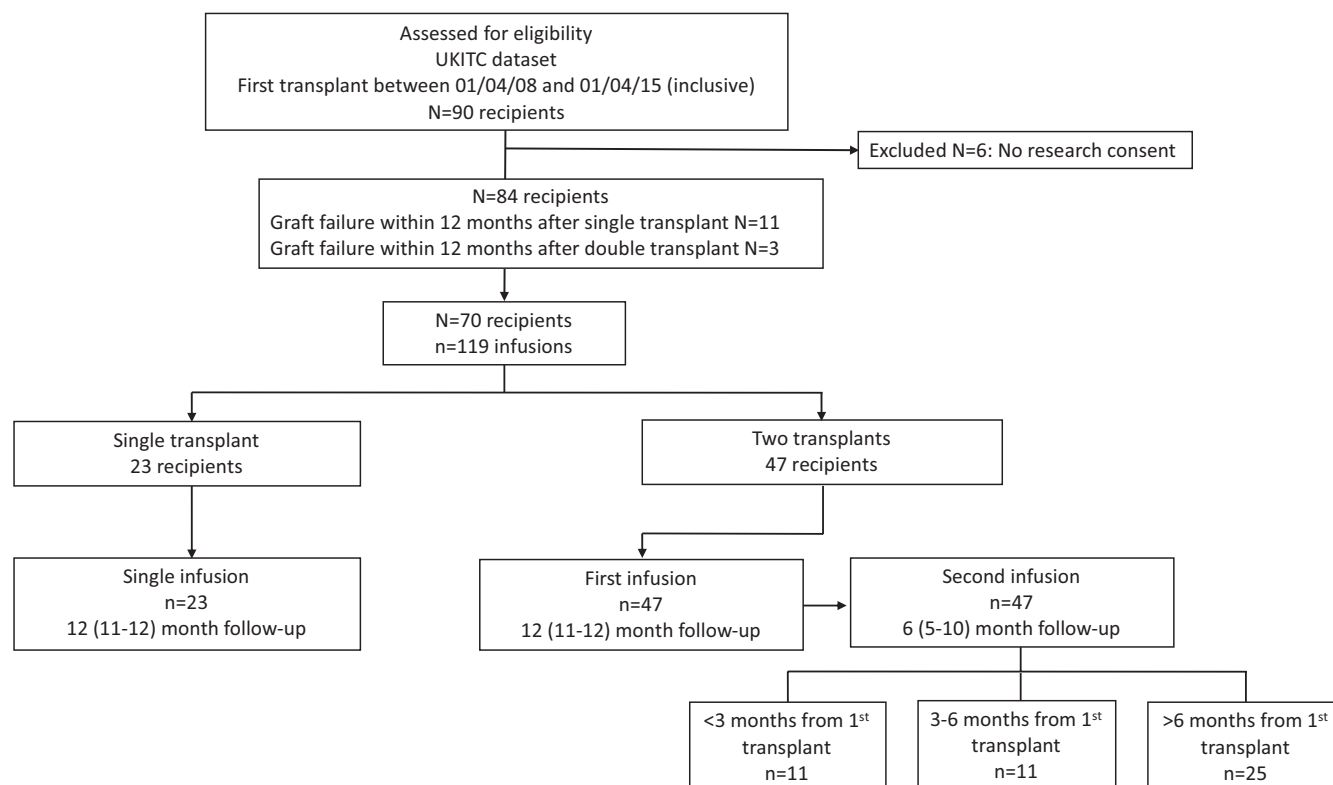 Assessed for eligibility
UKITC dataset
First transplant between 01/04/08 and 01/04/15 (inclusive)
N=90 recipients
Excluded N=6: No research consent
N=84 recipients
Graft failure within 12 months after single transplant N=11
Graft failure within 12 months after double transplant N=3
N=70 recipients
n=119 infusions
Single transplant
23 recipients
Two transplants
47 recipients
Single infusion
n=23
12 (11-12) month follow-up
First infusion
n=47
12 (11-12) month follow-up
Second infusion
n=47
6 (5-10) month follow-up
<3 months from 1st
transplant
n=11
3-6 months from 1st
transplant
n=11
>6 months from 1st
transplant
n=25